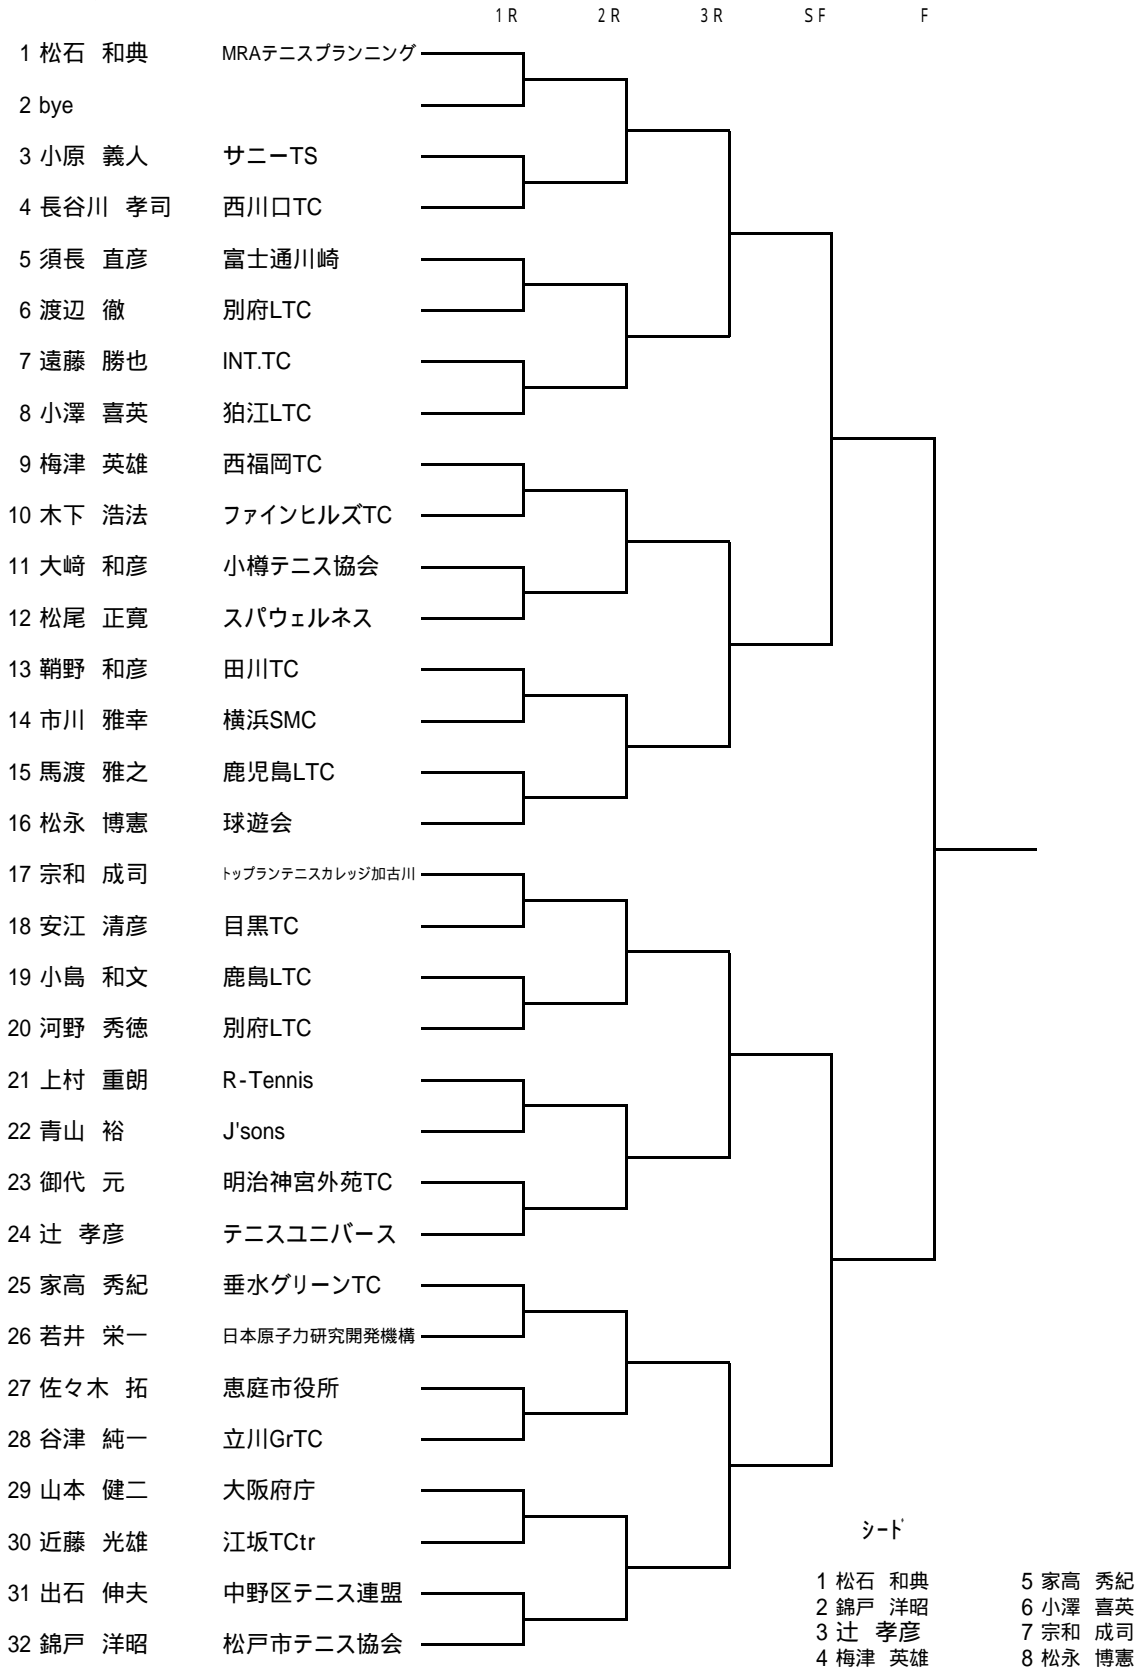 1R 2R 3R SF F
1 松石 和典 MRAテニスプランニング
2 bye
3 小原 義人 サニーTS
4 長谷川 孝司 西川口TC
5 須長 直彦 富士通川崎
6 渡辺 徹 別府LTC
7 遠藤 勝也 INT.TC
8 小澤 喜英 狛江LTC
9 梅津 英雄 西福岡TC
10 木下 浩法 ファインヒルズTC
11 大﨑 和彦 小樽テニス協会
12 松尾 正寛 スパウェルネス
13 鞘野 和彦 田川TC
14 市川 雅幸 横浜SMC
15 馬渡 雅之 鹿児島LTC
16 松永 博憲 球遊会
17 宗和 成司 トップランテニスカレッジ加古川
18 安江 清彦 目黒TC
19 小島 和文 鹿島LTC
20 河野 秀徳 別府LTC
21 上村 重朗 R-Tennis
22 青山 裕 J'sons
23 御代 元 明治神宮外苑TC
24 辻 孝彦 テニスユニバース
25 家高 秀紀 垂水グリーンTC
26 若井 栄一 日本原子力研究開発機構
27 佐々木 拓 恵庭市役所
28 谷津 純一 立川GrTC
29 山本 健二 大阪府庁
30 近藤 光雄 江坂TCtr
31 出石 伸夫 中野区テニス連盟
32 錦戸 洋昭 松戸市テニス協会
シード
1 松石 和典 5 家高 秀紀
2 錦戸 洋昭 6 小澤 喜英
3 辻 孝彦 7 宗和 成司
4 梅津 英雄 8 松永 博憲